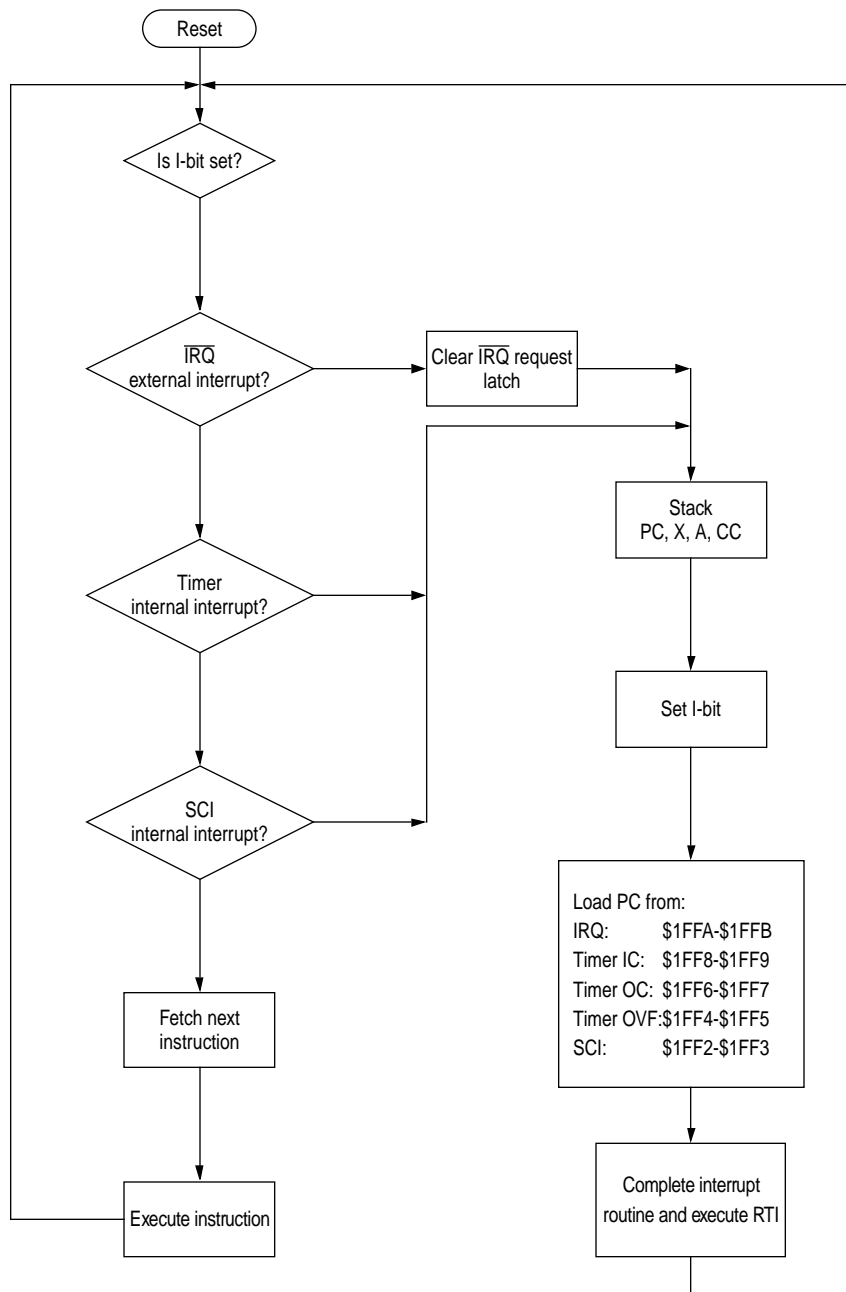 Reset
Is I-bit set?
IRQ
external interrupt?
Clear IRQ request
latch
Stack
PC, X, A, CC
Timer
internal interrupt?
Set I-bit
SCI
internal interrupt?
Load PC from:
IRQ: $1FFA-$1FFB
Timer IC: $1FF8-$1FF9
Timer OC: $1FF6-$1FF7
Timer OVF:$1FF4-$1FF5
SCI: $1FF2-$1FF3
Fetch next
instruction
Complete interrupt
routine and execute RTI
Execute instruction